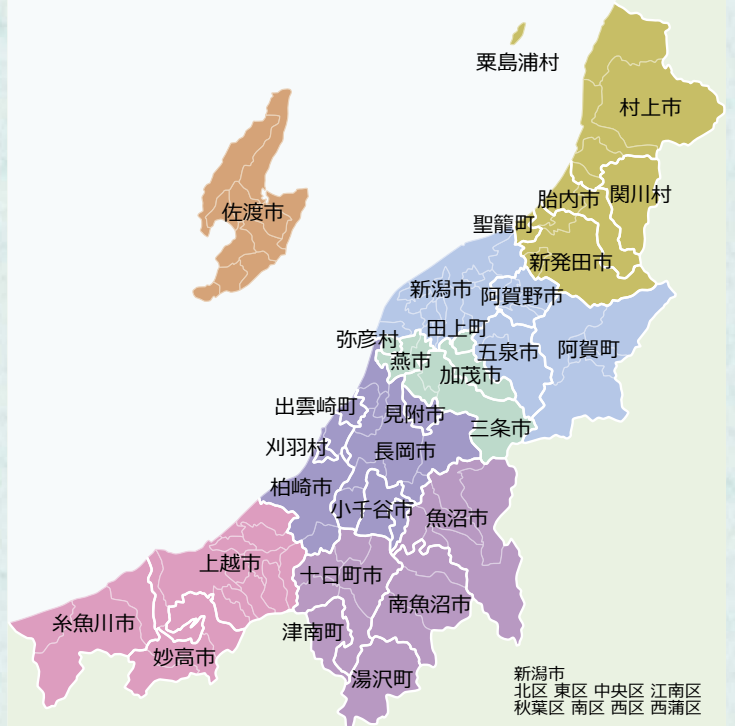 粟島浦村
村上市
関川村
胎内市
佐渡市
聖籠町
新発田市
新潟市
阿賀野市
田上町
弥彦村
五泉市
阿賀町
燕市
加茂市
出雲崎町
見附市
三条市
刈羽村
長岡市
柏崎市
小千谷市
魚沼市
上越市
十日町市
南魚沼市
糸魚川市
津南町
妙高市
湯沢町
新潟市
北区 東区 中央区 江南区
秋葉区 南区 西区 西蒲区